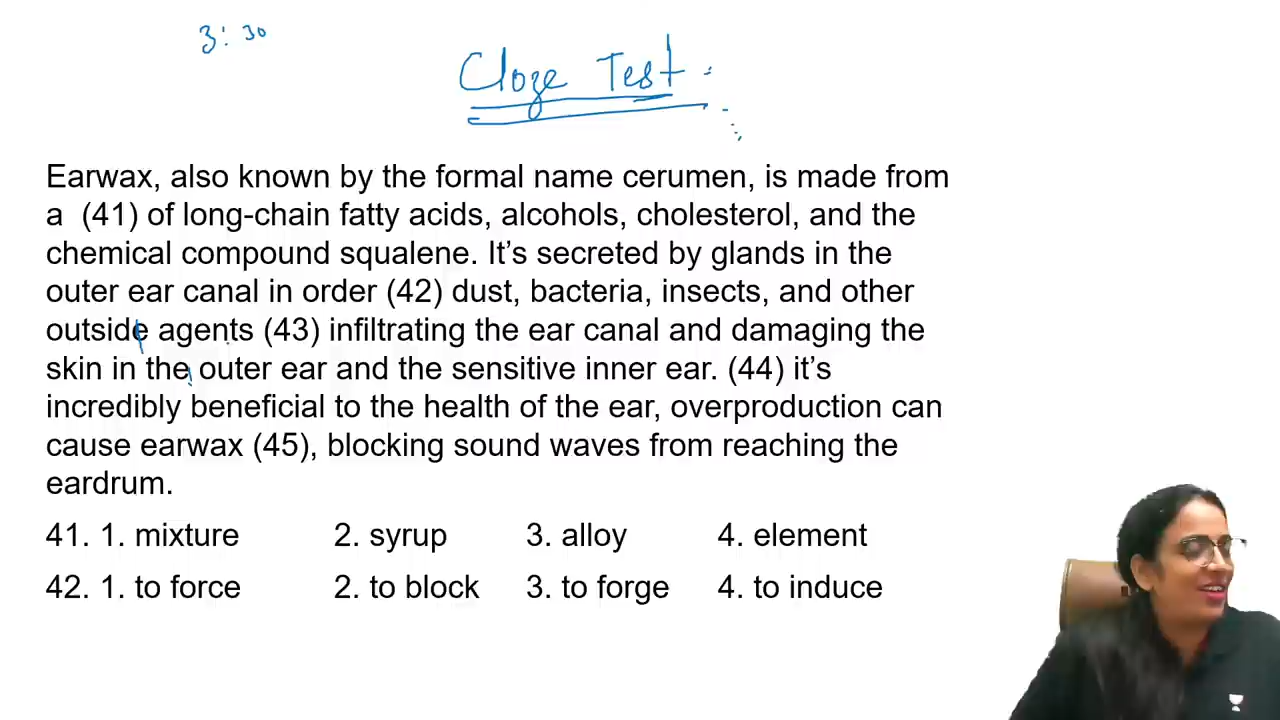 3:30
Cloze Test:
Earwax, also known by the formal name cerumen, is made from
a (41) of long-chain fatty acids, alcohols, cholesterol, and the
chemical compound squalene. It’s secreted by glands in the
outer ear canal in order (42) dust, bacteria, insects, and other
outside agents (43) infiltrating the ear canal and damaging the
skin in the outer ear and the sensitive inner ear. (44) it’s
incredibly beneficial to the health of the ear, overproduction can
cause earwax (45), blocking sound waves from reaching the
eardrum.
41. 1. mixture 2. syrup 3. alloy 4. element
42. 1. to force 2. to block 3. to forge 4. to induce